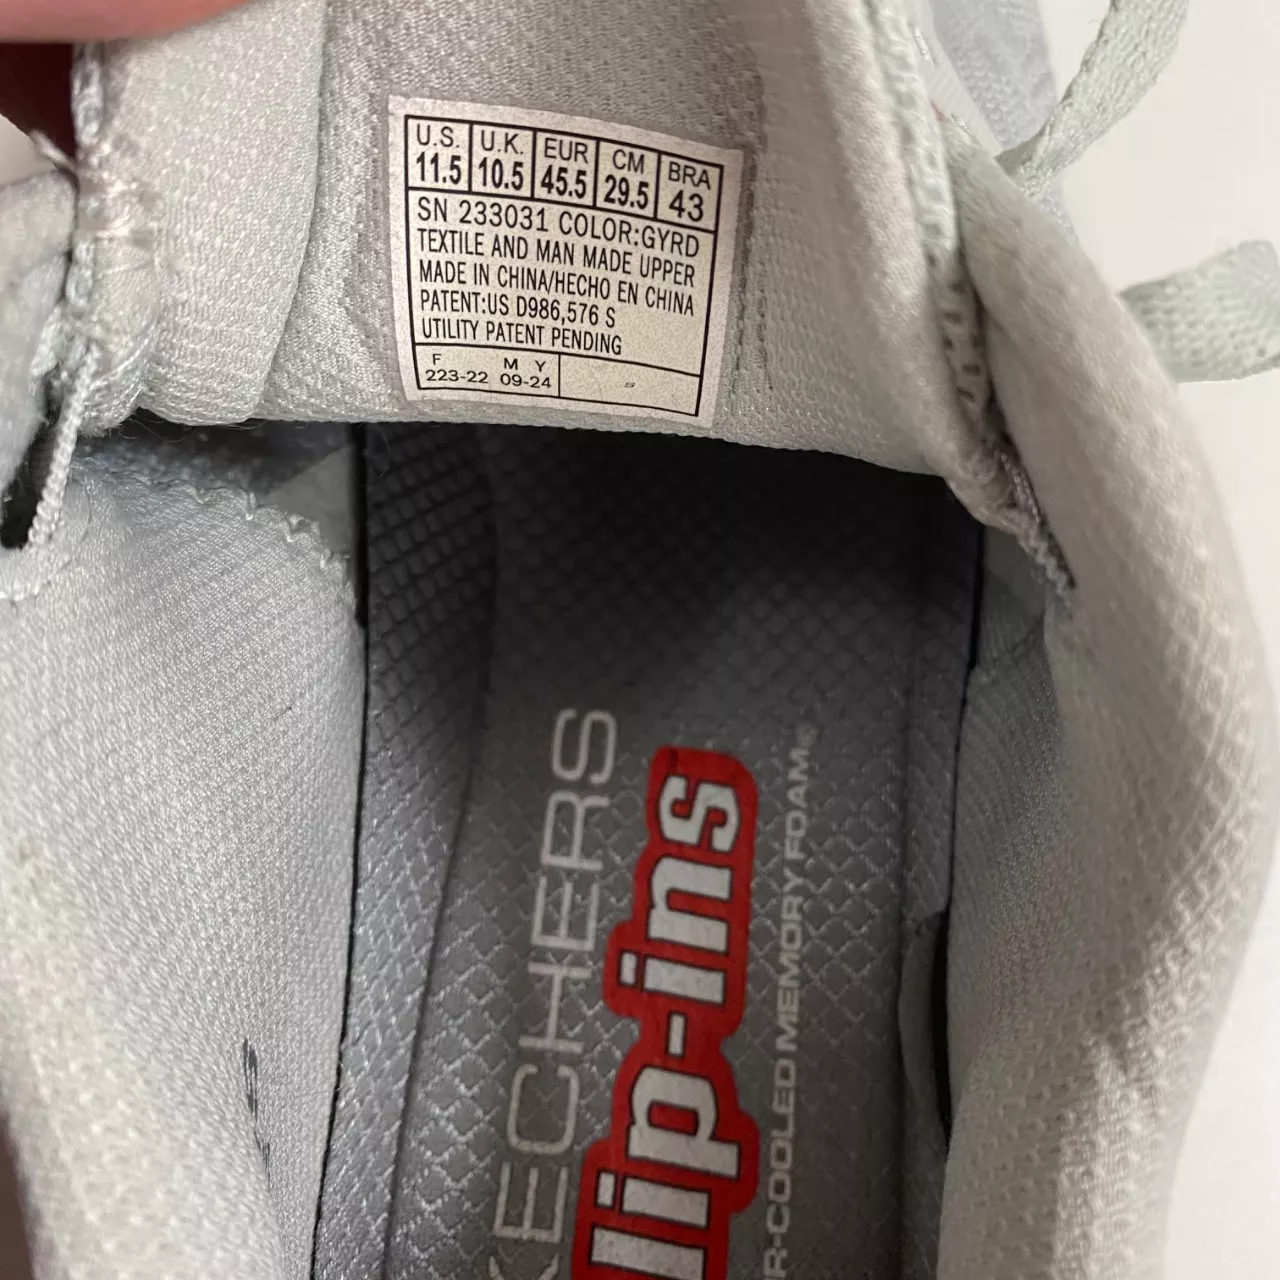 U.S. U.K. EUR CM BRA
11.5 10.5 45.5 29.5 43
SN 233031 COLOR:GYRD
TEXTILE AND MAN MADE UPPER
MADE IN CHINA/HECHO EN CHINA
PATENT:US D986,576 S
UTILITY PATENT PENDING
F M Y
223-22 09-24
KECHERS
lip-ins
R-COOLED MEMORY FOAM